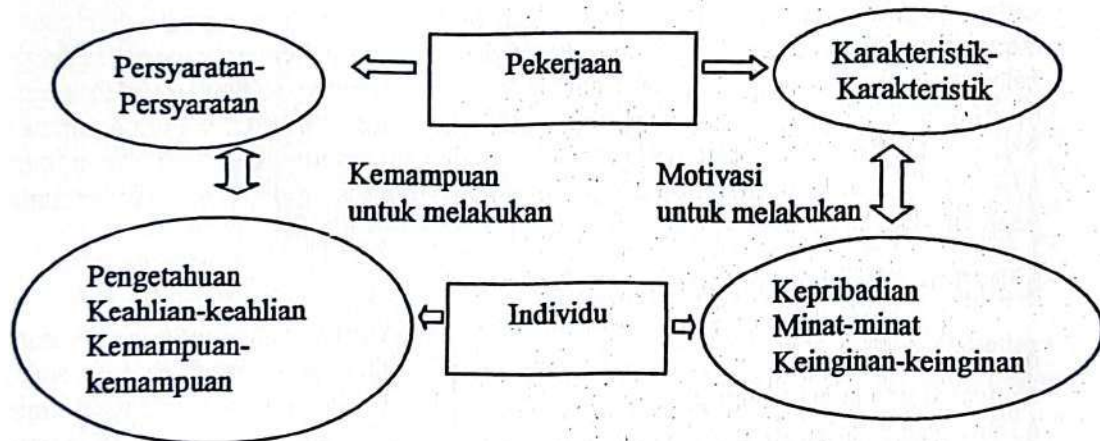 Persyaratan-
Persyaratan
Pekerjaan
Karakteristik-
Karakteristik
Kemampuan
untuk melakukan
Motivasi
untuk melakukan
Pengetahuan
Keahlian-keahlian
Kemampuan-
kemampuan
Individu
Kepribadian
Minat-minat
Keinginan-keinginan